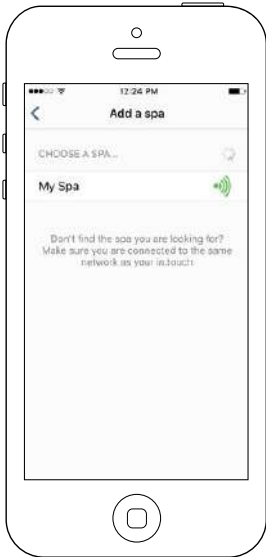 12:24 PM
Add a spa
CHOOSE A SPA...
My Spa
Don't find the spa you are looking for?
Make sure you are connected to the same
network as your in.touch